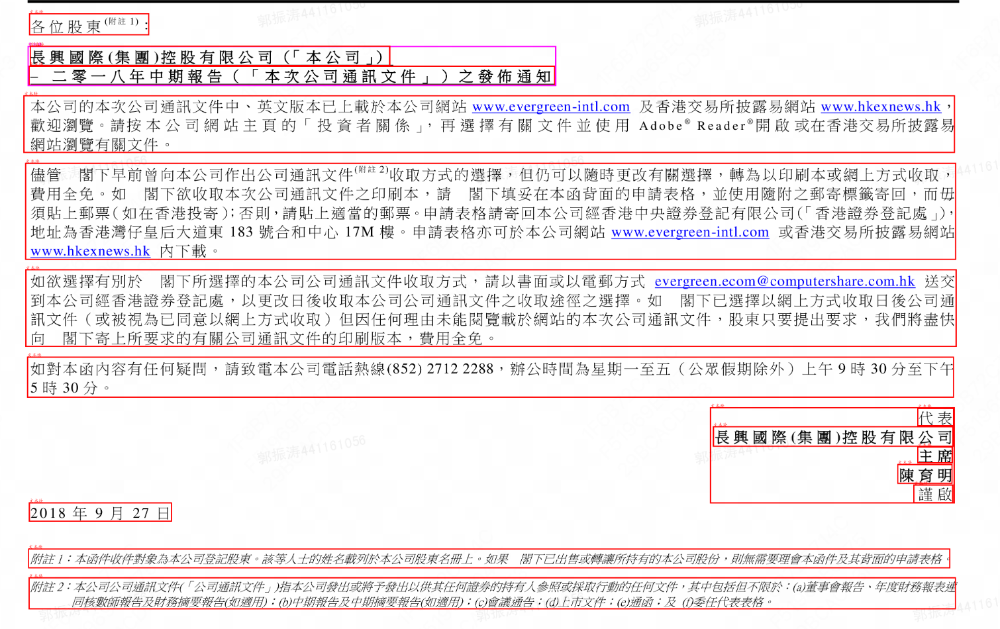 各位股東(附註 1)：
長興國際(集團)控股有限公司（「本公司」）
– 二零一八年中期報告（「本次公司通訊文件」）之發佈通知
本公司的本次公司通訊文件中、英文版本已上載於本公司網站 www.evergreen-intl.com 及香港交易所披露易網站 www.hkexnews.hk，
歡迎瀏覽。請按本公司網站主頁的「投資者關係」，再選擇有關文件並使用 Adobe® Reader®開啟或在香港交易所披露易
網站瀏覽有關文件。
儘管　閣下早前曾向本公司作出公司通訊文件(附註 2)收取方式的選擇，但仍可以隨時更改有關選擇，轉為以印刷本或網上方式收取，
費用全免。如　閣下欲收取本次公司通訊文件之印刷本，請　閣下填妥在本函背面的申請表格，並使用隨附之郵寄標籤寄回，而毋
須貼上郵票（如在香港投寄）；否則，請貼上適當的郵票。申請表格請寄回本公司經香港中央證券登記有限公司（「香港證券登記處」），
地址為香港灣仔皇后大道東 183 號合和中心 17M 樓。申請表格亦可於本公司網站 www.evergreen-intl.com 或香港交易所披露易網站
www.hkexnews.hk 內下載。
如欲選擇有別於　閣下所選擇的本公司公司通訊文件收取方式，請以書面或以電郵方式 evergreen.ecom@computershare.com.hk 送交
到本公司經香港證券登記處，以更改日後收取本公司公司通訊文件之收取途徑之選擇。如　閣下已選擇以網上方式收取日後公司通
訊文件（或被視為已同意以網上方式收取）但因任何理由未能閱覽載於網站的本次公司通訊文件，股東只要提出要求，我們將盡快
向　閣下寄上所要求的有關公司通訊文件的印刷版本，費用全免。
如對本函內容有任何疑問，請致電本公司電話熱線(852) 2712 2288，辦公時間為星期一至五（公眾假期除外）上午 9 時 30 分至下午
5 時 30 分。
代表
長興國際(集團)控股有限公司
主席
陳育明
謹啟
2018 年 9 月 27 日
附註 1：本函件收件對象為本公司登記股東。該等人士的姓名載列於本公司股東名冊上。如果　閣下已出售或轉讓所持有的本公司股份，則無需要理會本函件及其背面的申請表格。
附註 2：本公司公司通訊文件(「公司通訊文件」)指本公司發出或將予發出以供其任何證券的持有人參照或採取行動的任何文件，其中包括但不限於：(a)董事會報告、年度財務報表連
同核數師報告及財務摘要報告(如適用)；(b)中期報告及中期摘要報告(如適用)；(c)會議通告；(d)上市文件；(e)通函；及 (f)委任代表表格。